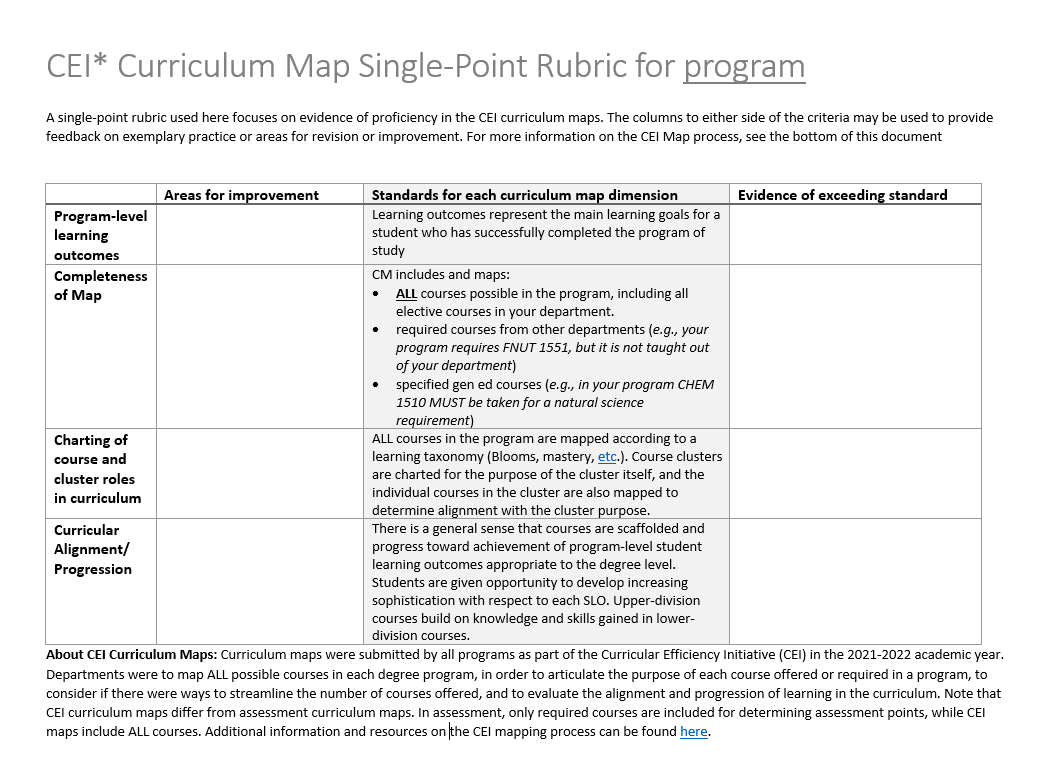 CEI* Curriculum Map Single-Point Rubric for program
A single-point rubric used here focuses on evidence of proficiency in the CEI curriculum maps. The columns to either side of the criteria may be used to provide
feedback on exemplary practice or areas for revision or improvement. For more information on the CEI Map process, see the bottom of this document
Areas for improvement
Standards for each curriculum map dimension
Evidence of exceeding standard
Program-level
learning
outcomes
Learning outcomes represent the main learning goals for a
student who has successfully completed the program of
study
Completeness
of Map
CM includes and maps:
• ALL courses possible in the program, including all
elective courses in your department.
• required courses from other departments (e.g., your
program requires FNUT 1551, but it is not taught out
of your department)
• specified gen ed courses (e.g., in your program CHEM
1510 MUST be taken for a natural science
requirement)
Charting of
course and
cluster roles
in curriculum
ALL courses in the program are mapped according to a
learning taxonomy (Blooms, mastery, etc.). Course clusters
are charted for the purpose of the cluster itself, and the
individual courses in the cluster are also mapped to
determine alignment with the cluster purpose.
Curricular
Alignment/
Progression
There is a general sense that courses are scaffolded and
progress toward achievement of program-level student
learning outcomes appropriate to the degree level.
Students are given opportunity to develop increasing
sophistication with respect to each SLO. Upper-division
courses build on knowledge and skills gained in lower-
division courses.
About CEI Curriculum Maps: Curriculum maps were submitted by all programs as part of the Curricular Efficiency Initiative (CEI) in the 2021-2022 academic year.
Departments were to map ALL possible courses in each degree program, in order to articulate the purpose of each course offered or required in a program, to
consider if there were ways to streamline the number of courses offered, and to evaluate the alignment and progression of learning in the curriculum. Note that
CEI curriculum maps differ from assessment curriculum maps. In assessment, only required courses are included for determining assessment points, while CEI
maps include ALL courses. Additional information and resources on the CEI mapping process can be found here.